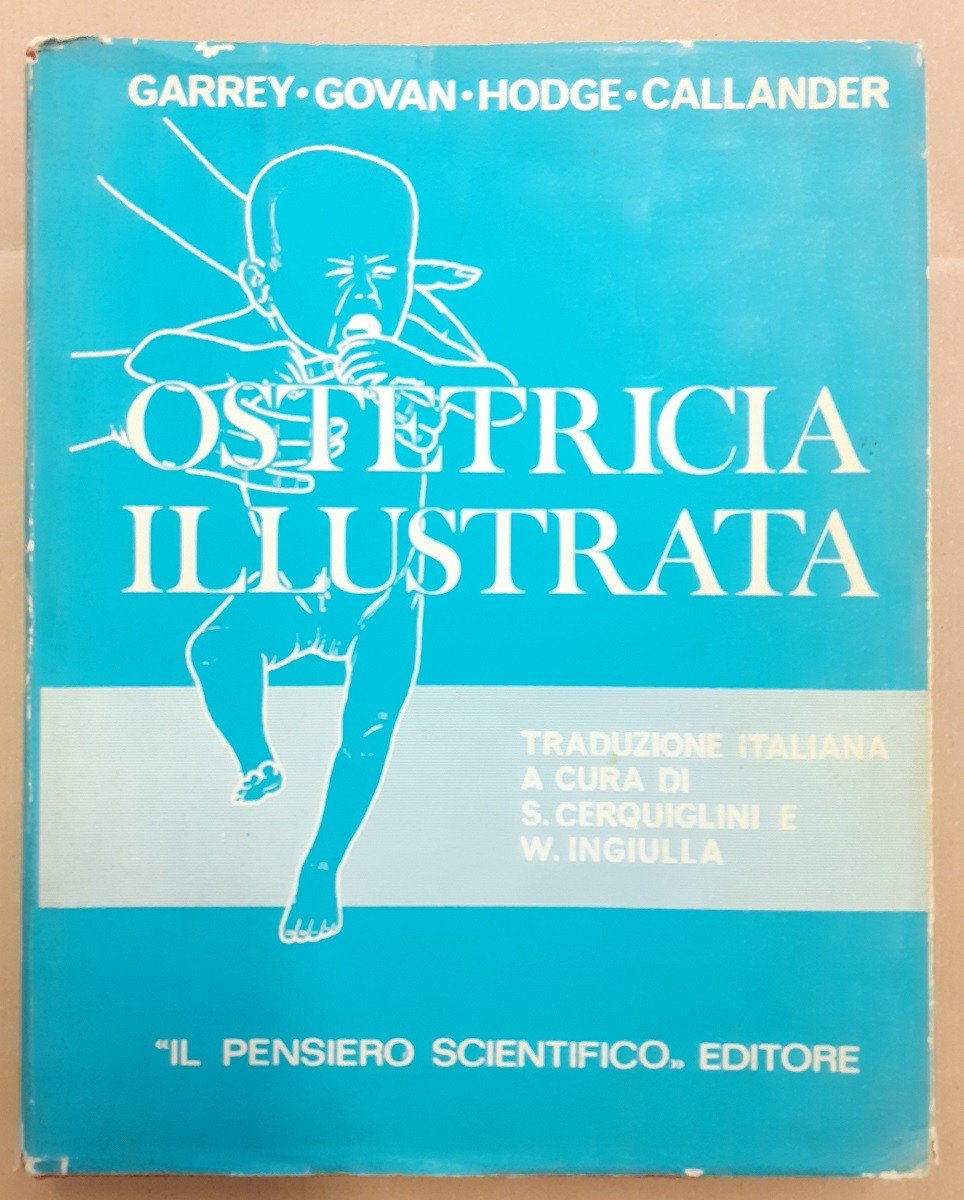 GARREY • GOVAN • HODGE • CALLANDER
OSTETRICIA
ILLUSTRATA
TRADUZIONE ITALIANA
A CURA DI
S. CERQUIGLINI E
W. INGIULLA
“IL PENSIERO SCIENTIFICO„ EDITORE